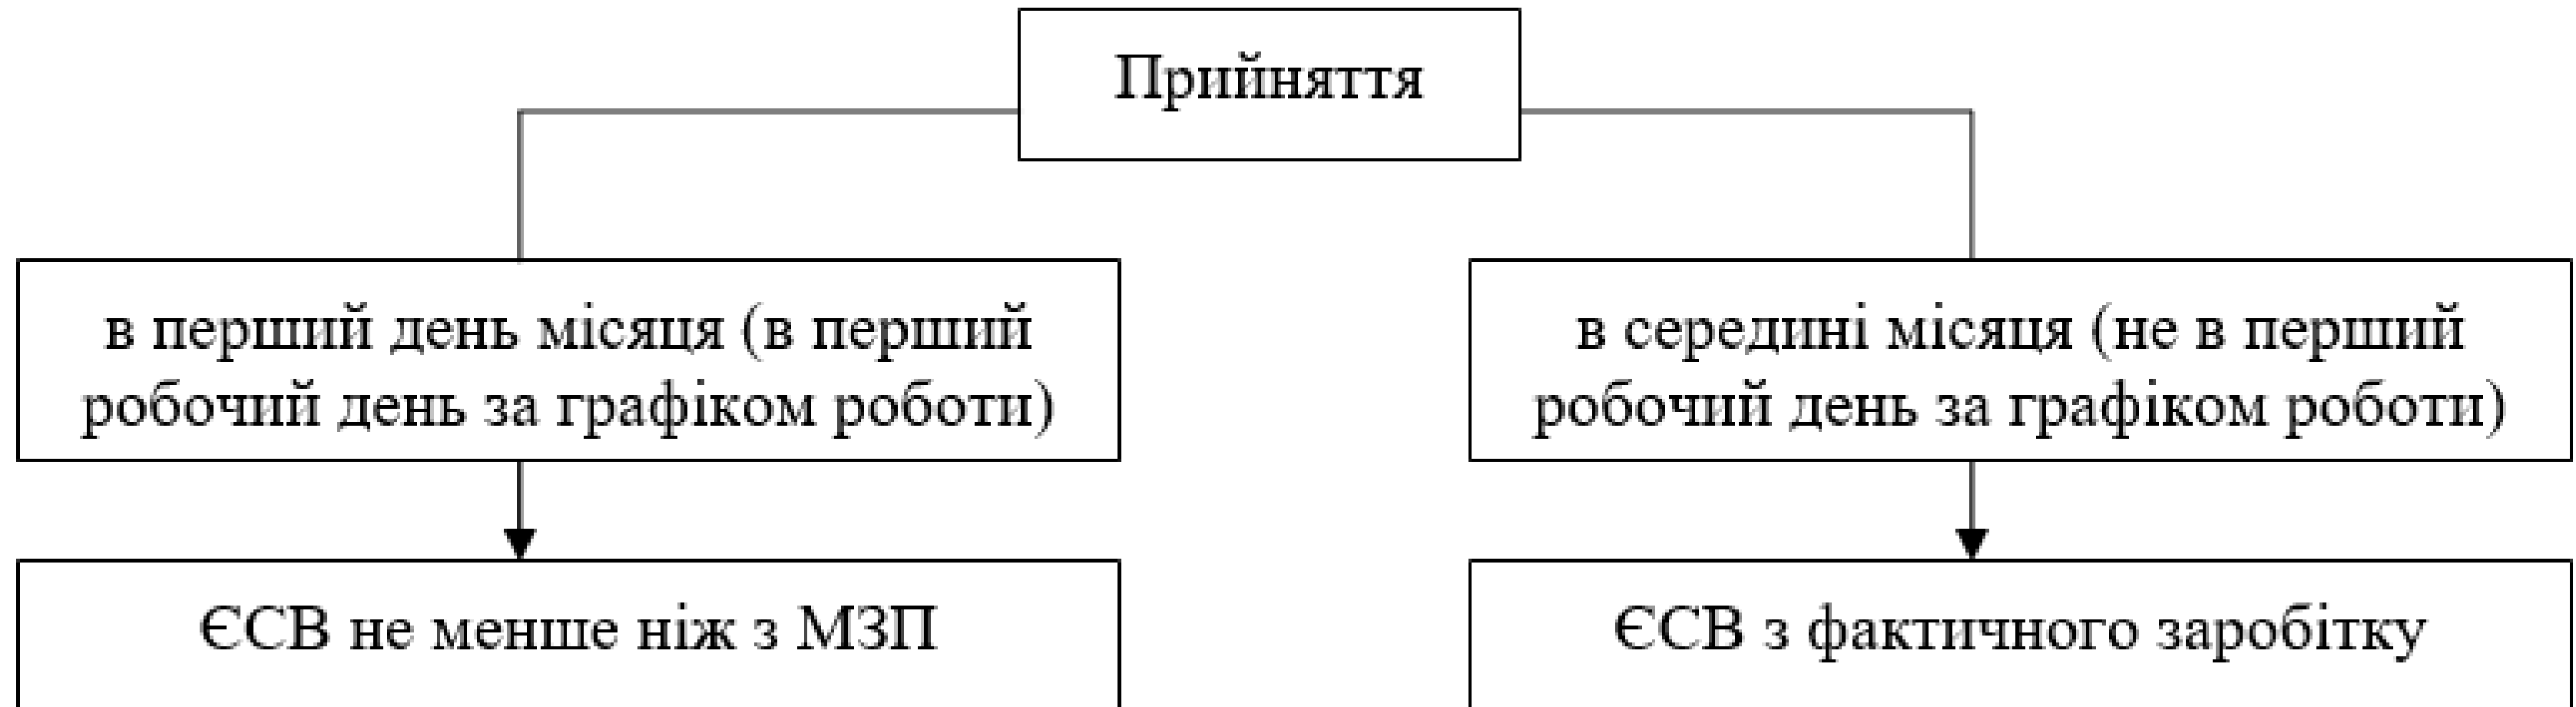 Прийняття
в перший день місяця (в перший
робочий день за графіком роботи)
в середині місяця (не в перший
робочий день за графіком роботи)
ЄСВ не менше ніж з МЗП
ЄСВ з фактичного заробітку